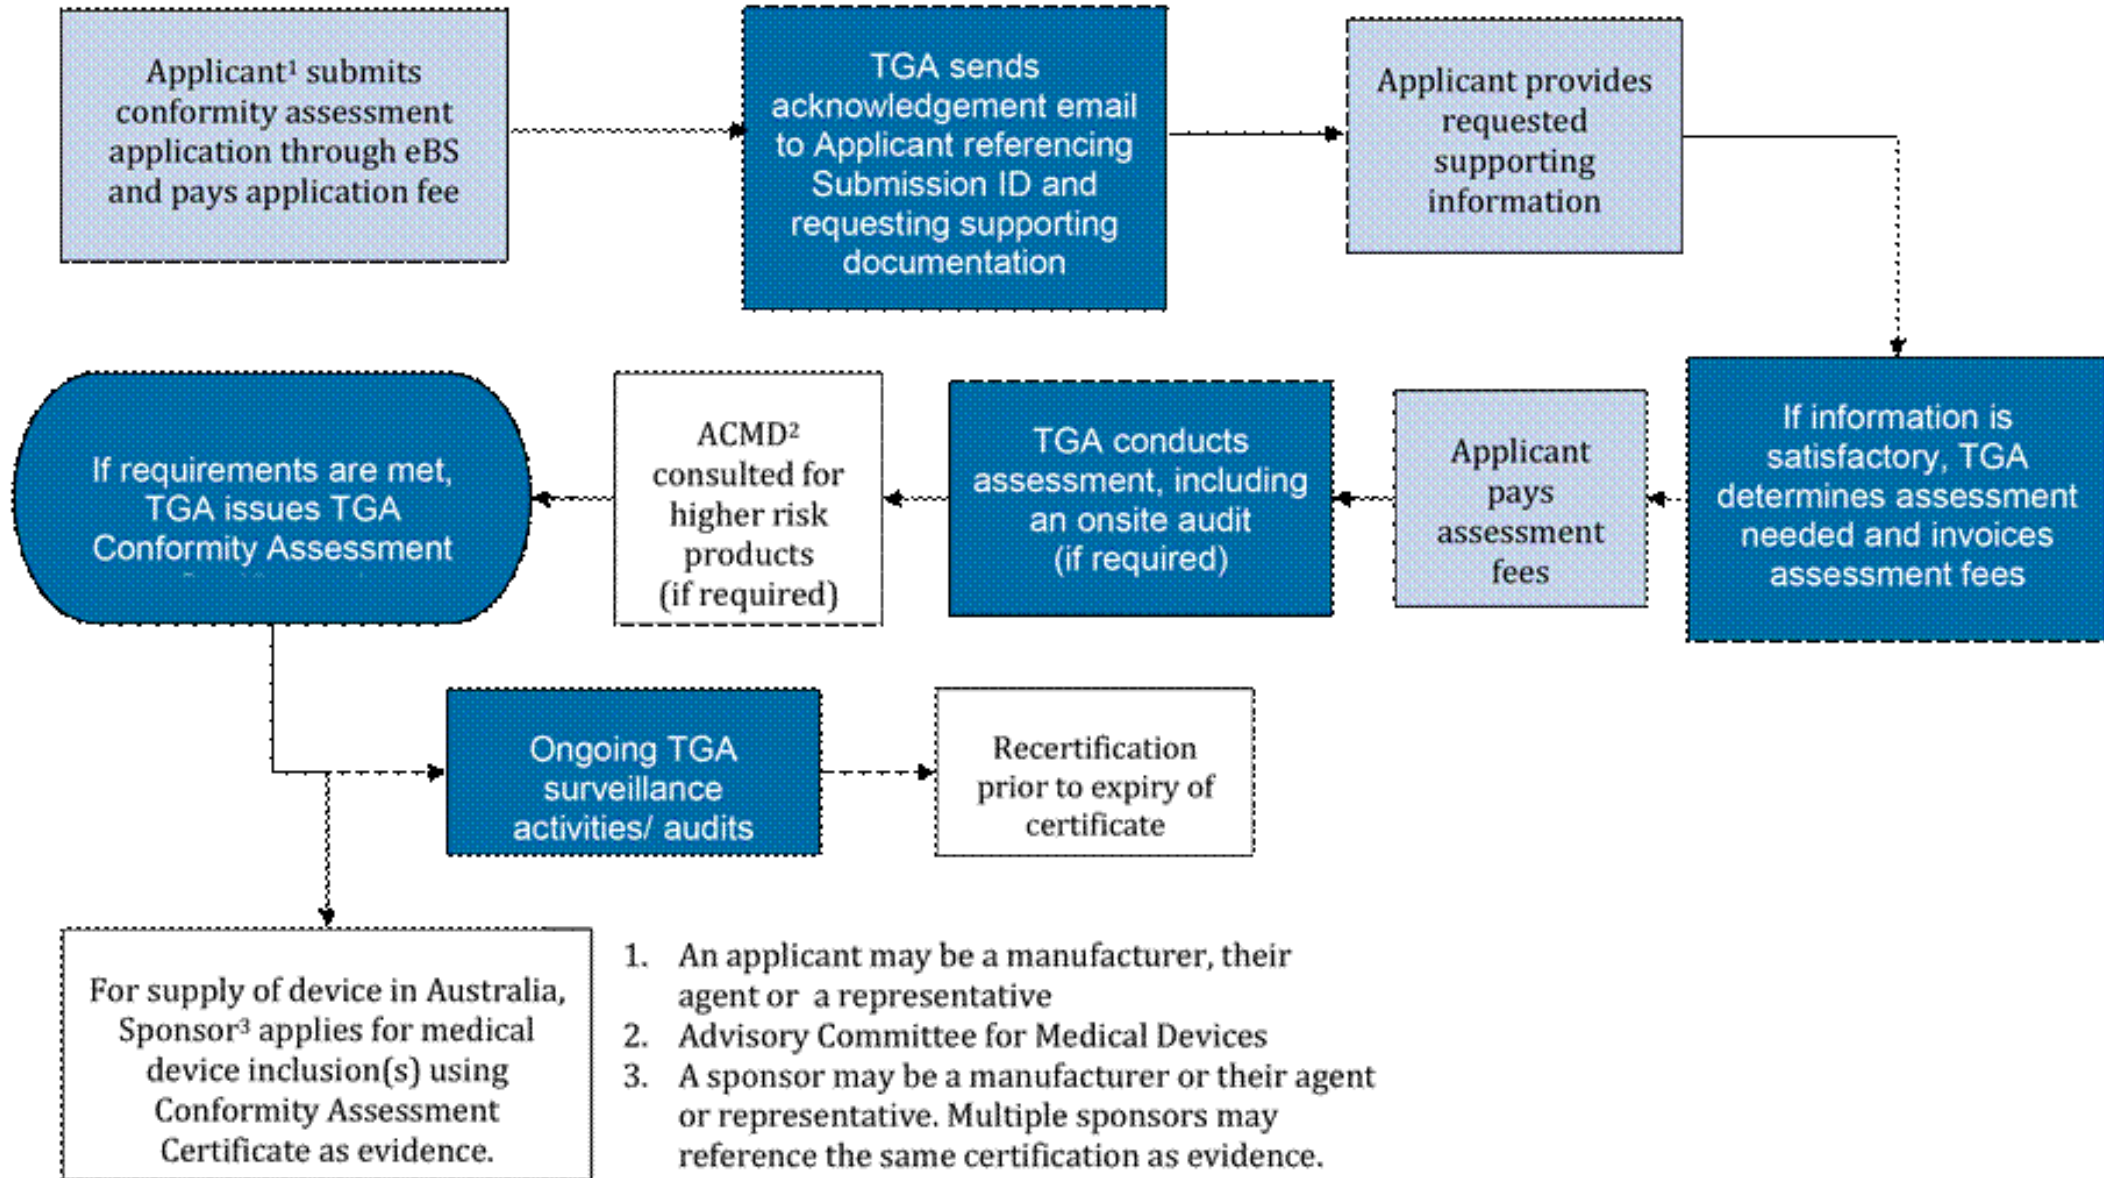 Applicant¹ submits
conformity assessment
application through eBS
and pays application fee
TGA sends
acknowledgement email
to Applicant referencing
Submission ID and
requesting supporting
documentation
Applicant provides
requested
supporting
information
If information is
satisfactory, TGA
determines assessment
needed and invoices
assessment fees
Applicant
pays
assessment
fees
TGA conducts
assessment, including
an onsite audit
(if required)
ACMD²
consulted for
higher risk
products
(if required)
If requirements are met,
TGA issues TGA
Conformity Assessment
Ongoing TGA
surveillance
activities/ audits
Recertification
prior to expiry of
certificate
For supply of device in Australia,
Sponsor³ applies for medical
device inclusion(s) using
Conformity Assessment
Certificate as evidence.
1. An applicant may be a manufacturer, their
agent or a representative
2. Advisory Committee for Medical Devices
3. A sponsor may be a manufacturer or their agent
or representative. Multiple sponsors may
reference the same certification as evidence.